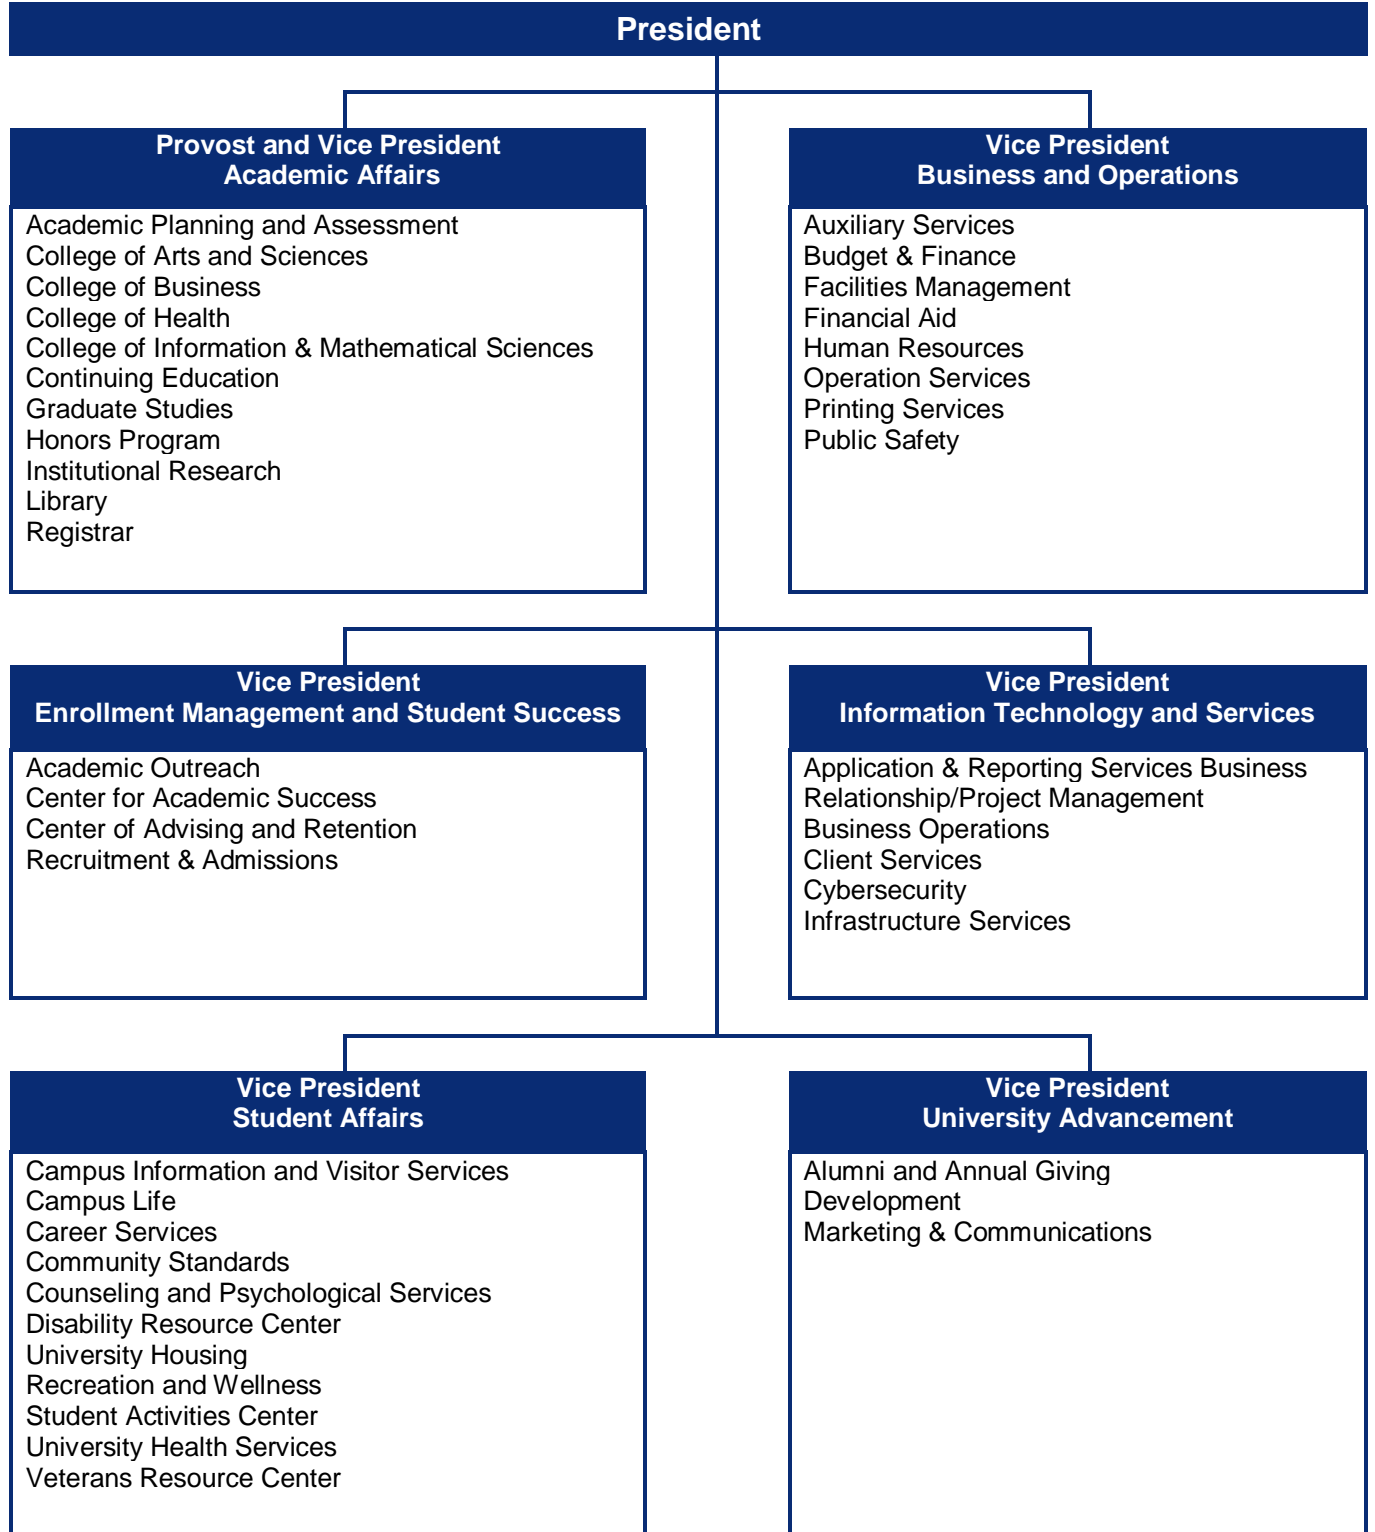 President
Provost and Vice President
Academic Affairs
Academic Planning and Assessment
College of Arts and Sciences
College of Business
College of Health
College of Information & Mathematical Sciences
Continuing Education
Graduate Studies
Honors Program
Institutional Research
Library
Registrar
Vice President
Business and Operations
Auxiliary Services
Budget & Finance
Facilities Management
Financial Aid
Human Resources
Operation Services
Printing Services
Public Safety
Vice President
Enrollment Management and Student Success
Academic Outreach
Center for Academic Success
Center of Advising and Retention
Recruitment & Admissions
Vice President
Information Technology and Services
Application & Reporting Services Business
Relationship/Project Management
Business Operations
Client Services
Cybersecurity
Infrastructure Services
Vice President
Student Affairs
Campus Information and Visitor Services
Campus Life
Career Services
Community Standards
Counseling and Psychological Services
Disability Resource Center
University Housing
Recreation and Wellness
Student Activities Center
University Health Services
Veterans Resource Center
Vice President
University Advancement
Alumni and Annual Giving
Development
Marketing & Communications